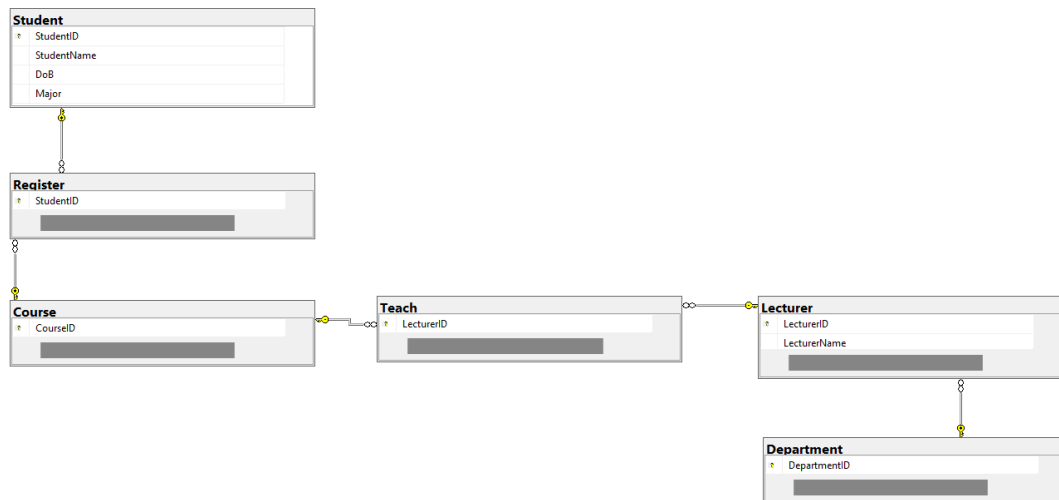 Student
StudentID
StudentName
DoB
Major
Register
StudentID
Course
CourseID
Teach
LecturerID
Lecturer
LecturerID
LecturerName
Department
DepartmentID